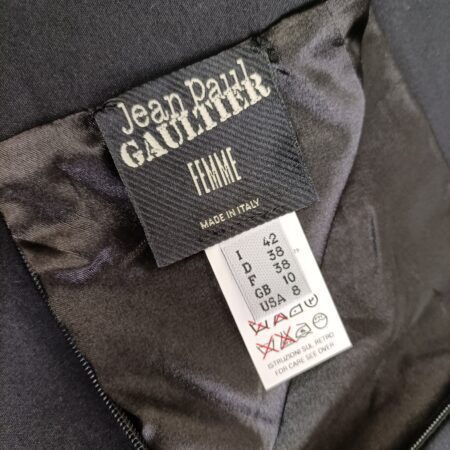 Jean Paul
GAULTIER
FEMME
MADE IN ITALY
I 42
D 38
F 38
GB 10
USA 8
ISTRUZIONI SUL RETRO
FOR CARE SEE OVER